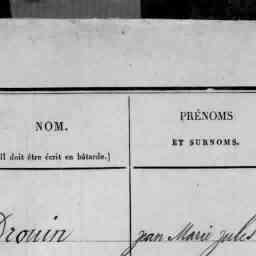 NOM.
PRÉNOMS
ET SURNOMS.
Il doit être écrit en bâtarde.]
Drouin
jean Marie jules